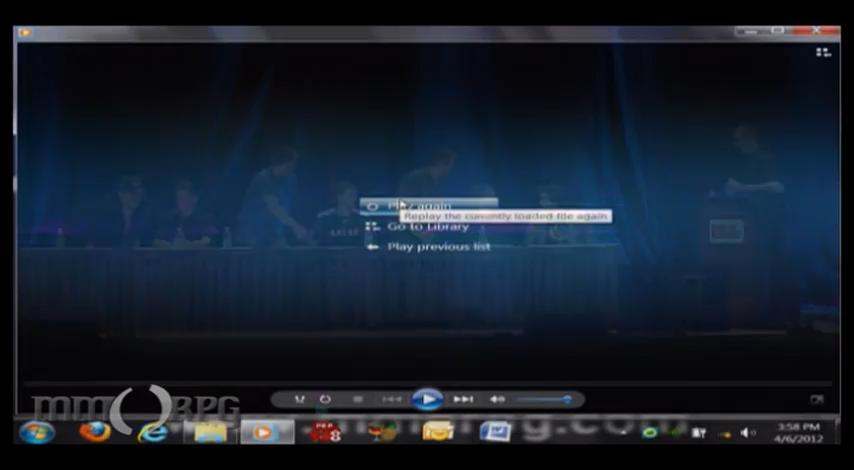 Play again
Replay the currently loaded file again
Go to Library
Play previous list
mmORPG
3:58 PM
4/6/2012